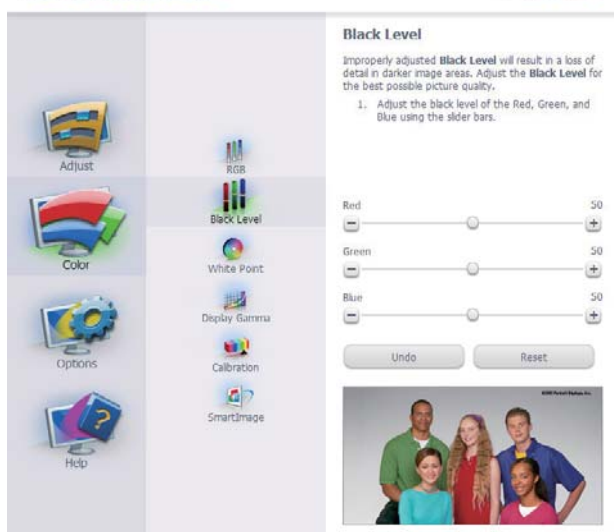 Black Level
Improperly adjusted Black Level will result in a loss of
detail in darker image areas. Adjust the Black Level for
the best possible picture quality.
1. Adjust the black level of the Red, Green, and
Blue using the slider bars.
Adjust
Color
Options
Help
RGB
Black Level
White Point
Display Gamma
Calibration
SmartImage
Red 50
Green 50
Blue 50
Undo Reset